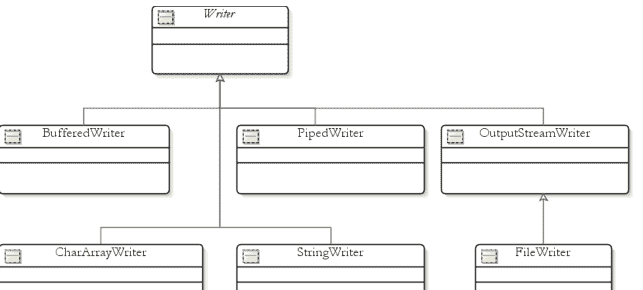 Writer
BufferedWriter
PipedWriter
OutputStreamWriter
CharArrayWriter
StringWriter
FileWriter